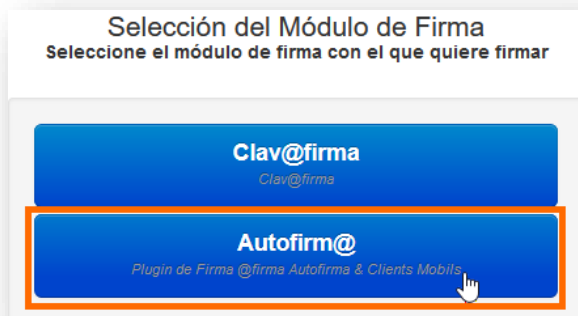 Selección del Módulo de Firma
Seleccione el módulo de firma con el que quiere firmar
Clav@firma
Clav@firma
Autofirm@
Plugin de Firma @firma Autofirma & Clients Mobils